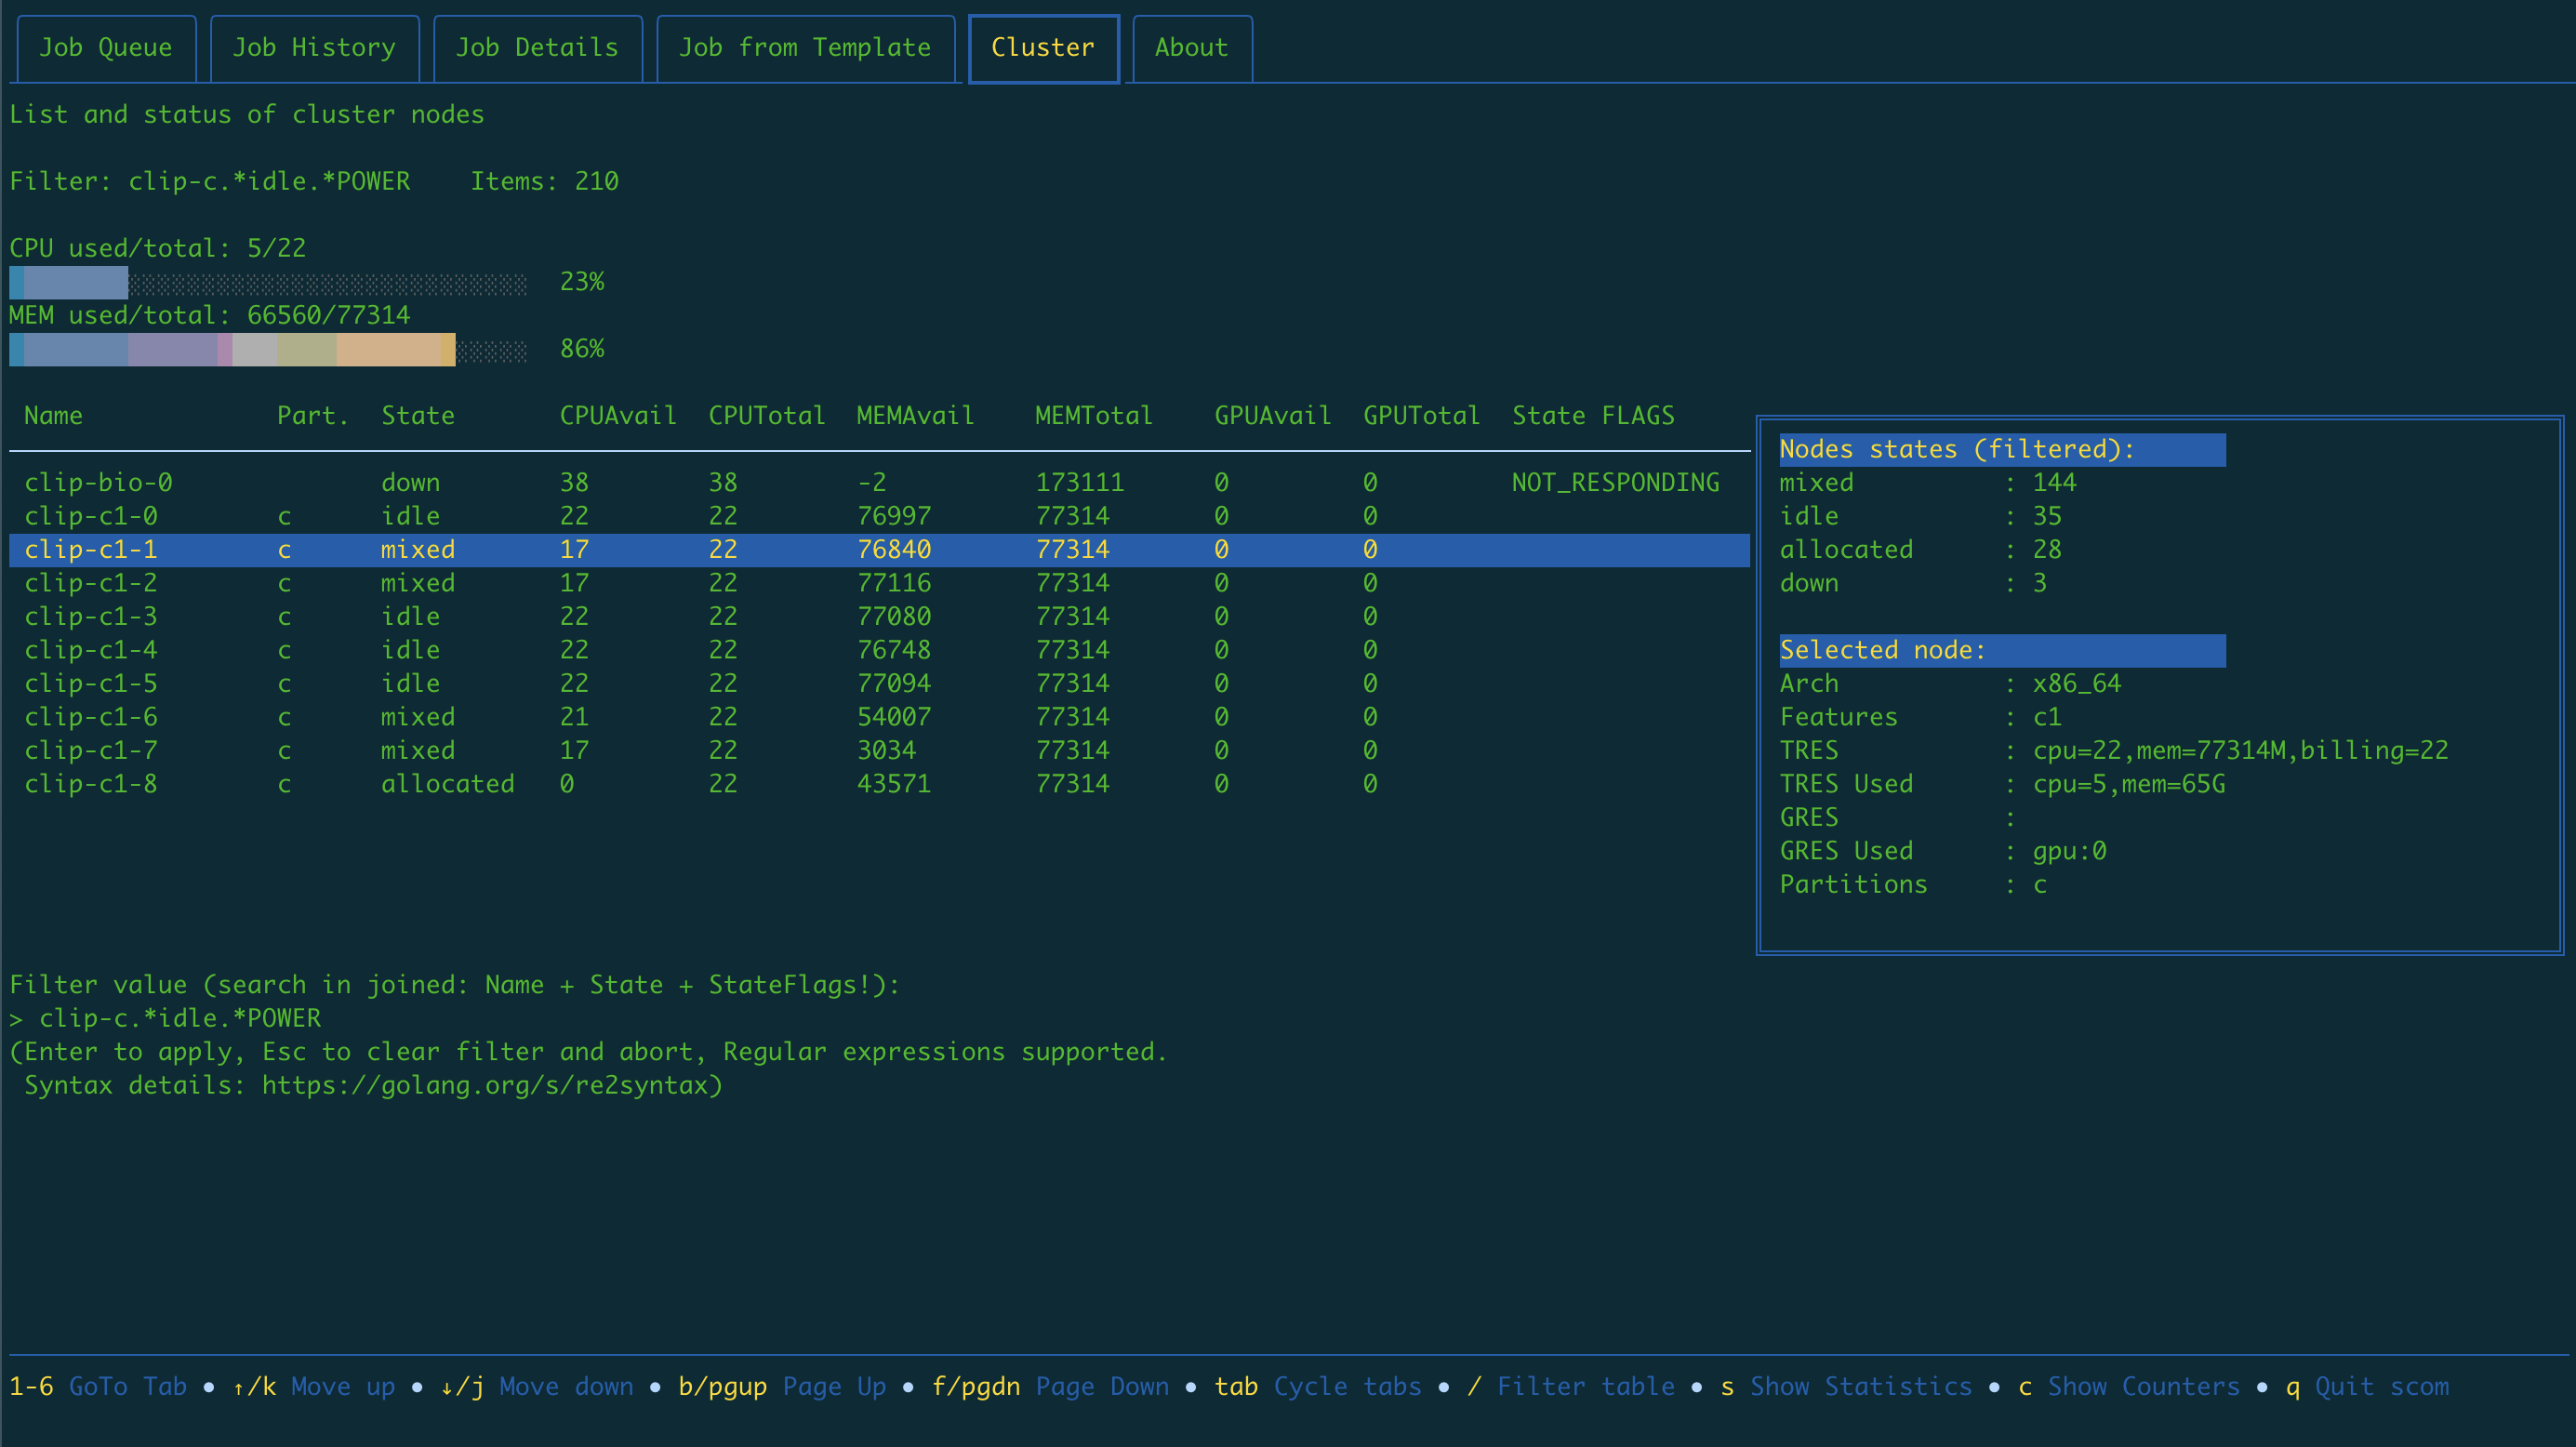 Job Queue Job History Job Details Job from Template Cluster About
List and status of cluster nodes
Filter: clip-c.*idle.*POWER Items: 210
CPU used/total: 5/22
23%
MEM used/total: 66560/77314
86%
Name Part. State CPUAvail CPUTotal MEMAvail MEMTotal GPUAvail GPUTotal State FLAGS
clip-bio-0 down 38 38 -2 173111 0 0 NOT_RESPONDING
clip-c1-0 c idle 22 22 76997 77314 0 0
clip-c1-1 c mixed 17 22 76840 77314 0 0
clip-c1-2 c mixed 17 22 77116 77314 0 0
clip-c1-3 c idle 22 22 77080 77314 0 0
clip-c1-4 c idle 22 22 76748 77314 0 0
clip-c1-5 c idle 22 22 77094 77314 0 0
clip-c1-6 c mixed 21 22 54007 77314 0 0
clip-c1-7 c mixed 17 22 3034 77314 0 0
clip-c1-8 c allocated 0 22 43571 77314 0 0
Nodes states (filtered):
mixed : 144
idle : 35
allocated : 28
down : 3
Selected node:
Arch : x86_64
Features : c1
TRES : cpu=22,mem=77314M,billing=22
TRES Used : cpu=5,mem=65G
GRES :
GRES Used : gpu:0
Partitions : c
Filter value (search in joined: Name + State + StateFlags!):
> clip-c.*idle.*POWER
(Enter to apply, Esc to clear filter and abort, Regular expressions supported.
Syntax details: https://golang.org/s/re2syntax)
1-6 GoTo Tab • ↑/k Move up • ↓/j Move down • b/pgup Page Up • f/pgdn Page Down • tab Cycle tabs • / Filter table • s Show Statistics • c Show Counters • q Quit scom